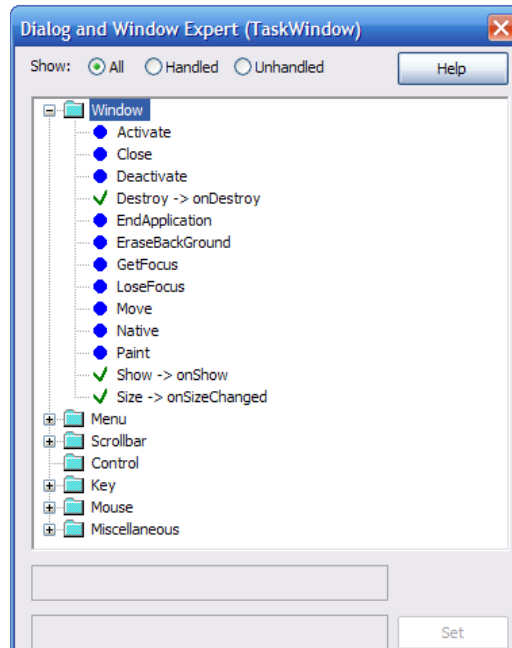 Dialog and Window Expert (TaskWindow)
Show: All Handled Unhandled Help
Window
Activate
Close
Deactivate
Destroy -> onDestroy
EndApplication
EraseBackGround
GetFocus
LoseFocus
Move
Native
Paint
Show -> onShow
Size -> onSizeChanged
Menu
Scrollbar
Control
Key
Mouse
Miscellaneous
Set